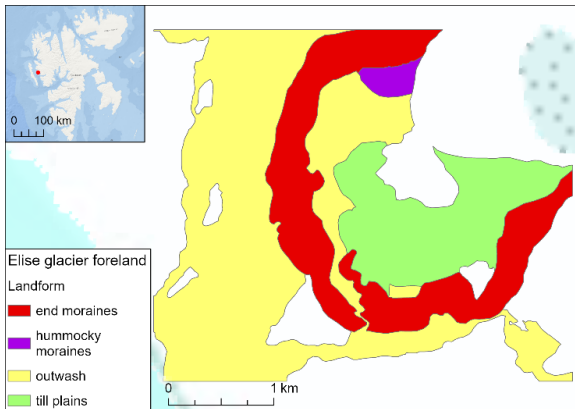 0 100 km
Elise glacier foreland
Landform
end moraines
hummocky
moraines
outwash
till plains
0 1 km